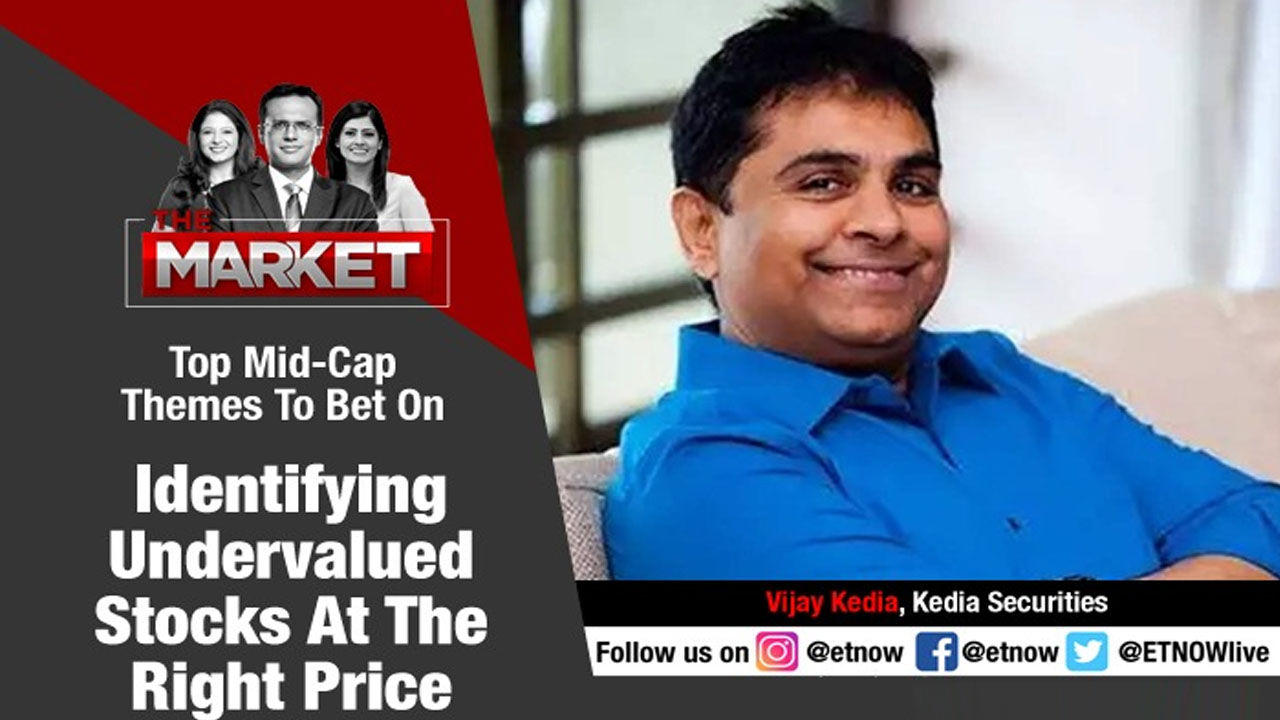 THE
MARKET
Top Mid-Cap
Themes To Bet On
Identifying
Undervalued
Stocks At The
Right Price
Vijay Kedia, Kedia Securities
Follow us on @etnow @etnow @ETNOWlive